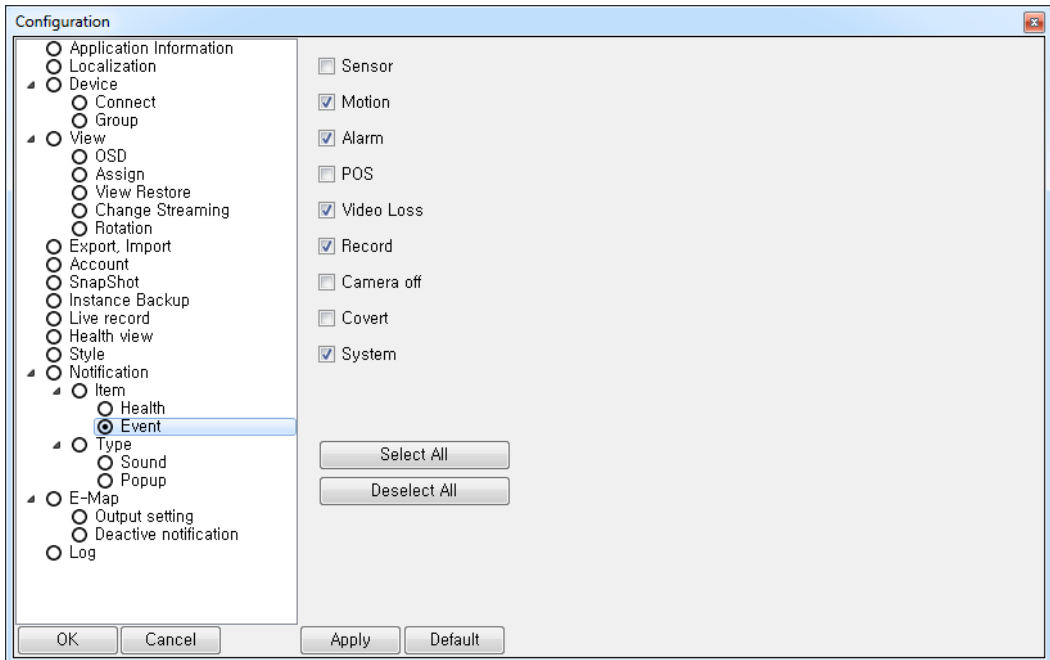 Configuration
Application Information
Localization
Device
Connect
Group
View
OSD
Assign
View Restore
Change Streaming
Rotation
Export, Import
Account
SnapShot
Instance Backup
Live record
Health view
Style
Notification
Item
Health
Event
Type
Sound
Popup
E-Map
Output setting
Deactive notification
Log
Sensor
Motion
Alarm
POS
Video Loss
Record
Camera off
Covert
System
Select All
Deselect All
OK Cancel Apply Default